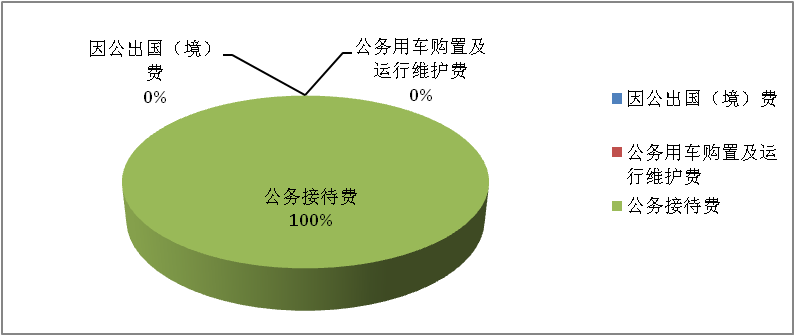 因公出国（境）
费
0%
公务用车购置及
运行维护费
0%
公务接待费
100%
因公出国（境）费
公务用车购置及运
行维护费
公务接待费